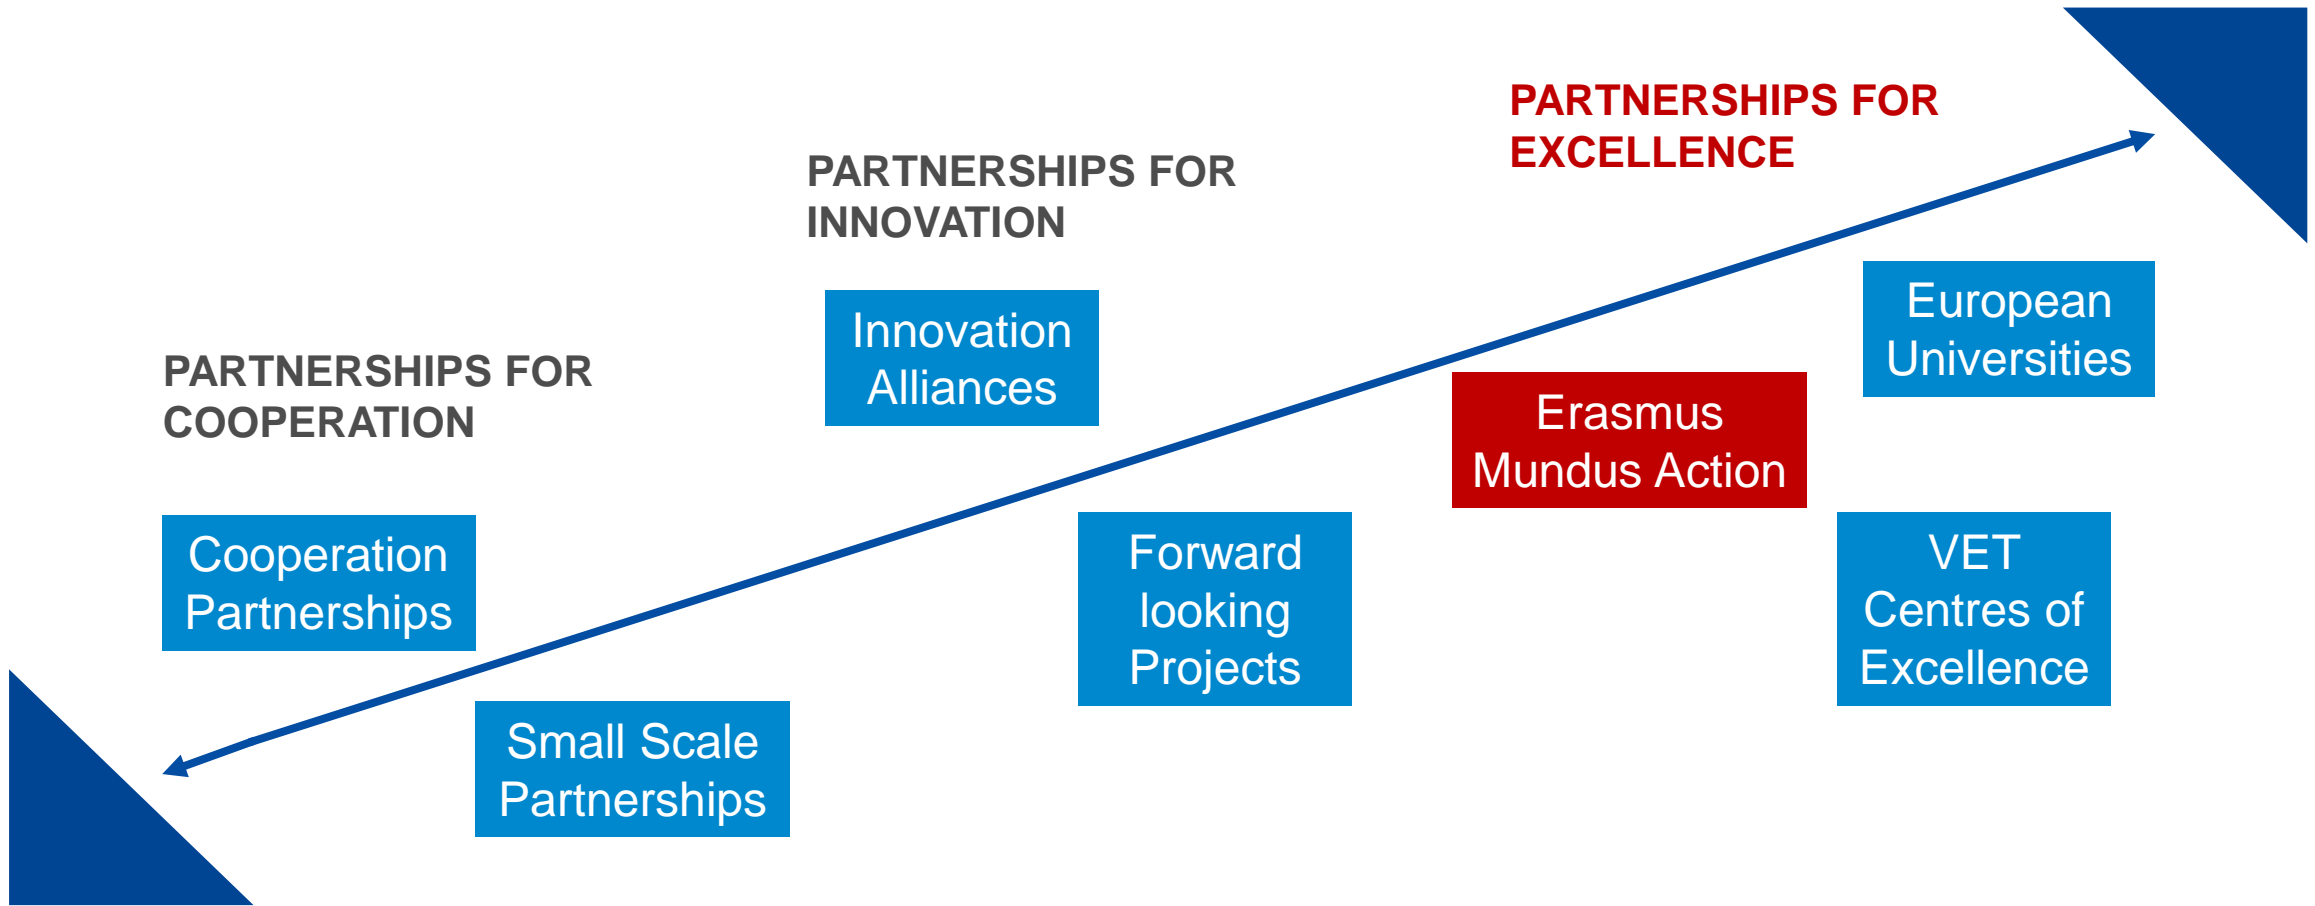 PARTNERSHIPS FOR
COOPERATION
Cooperation
Partnerships
Small Scale
Partnerships
PARTNERSHIPS FOR
INNOVATION
Innovation
Alliances
Forward
looking
Projects
PARTNERSHIPS FOR
EXCELLENCE
Erasmus
Mundus Action
European
Universities
VET
Centres of
Excellence